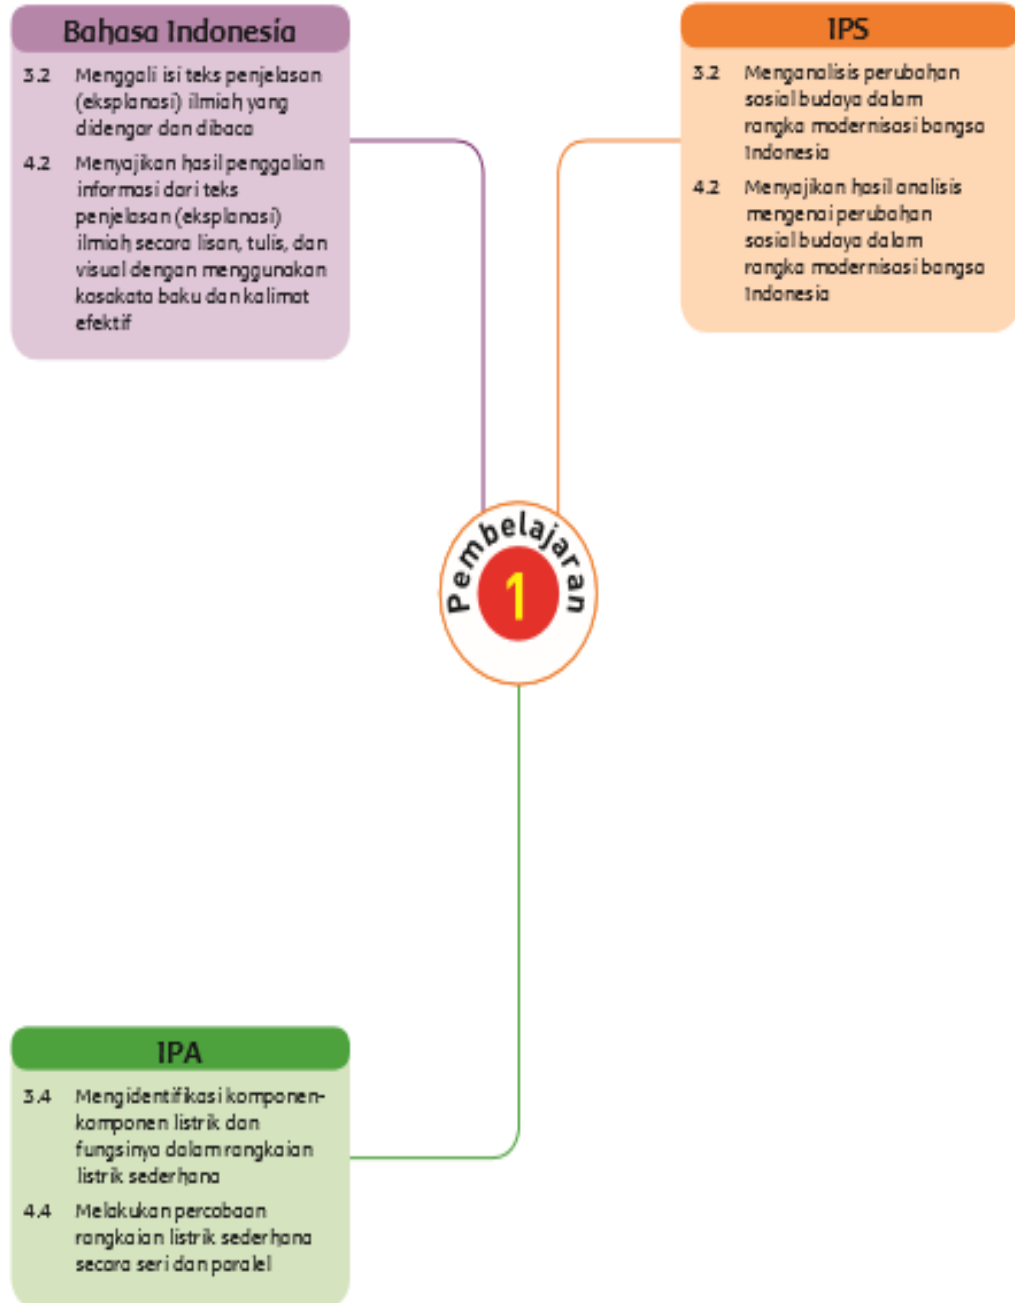 Bahasa Indonesia
3.2 Menggali isi teks penjelasan
(eksplanasi) ilmiah yang
didengar dan dibaca
4.2 Menyajikan hasil penggalian
informasi dari teks
penjelasan (eksplanasi)
ilmiah secara lisan, tulis, dan
visual dengan menggunakan
kosakata baku dan kalimat
efektif
IPS
3.2 Menganalisis perubahan
sosial budaya dalam
rangka modernisasi bangsa
Indonesia
4.2 Menyajikan hasil analisis
mengenai perubahan
sosial budaya dalam
rangka modernisasi bangsa
Indonesia
Pembelajaran
1
IPA
3.4 Mengidentifikasi komponen-
komponen listrik dan
fungsinya dalam rangkaian
listrik sederhana
4.4 Melakukan percobaan
rangkaian listrik sederhana
secara seri dan paralel